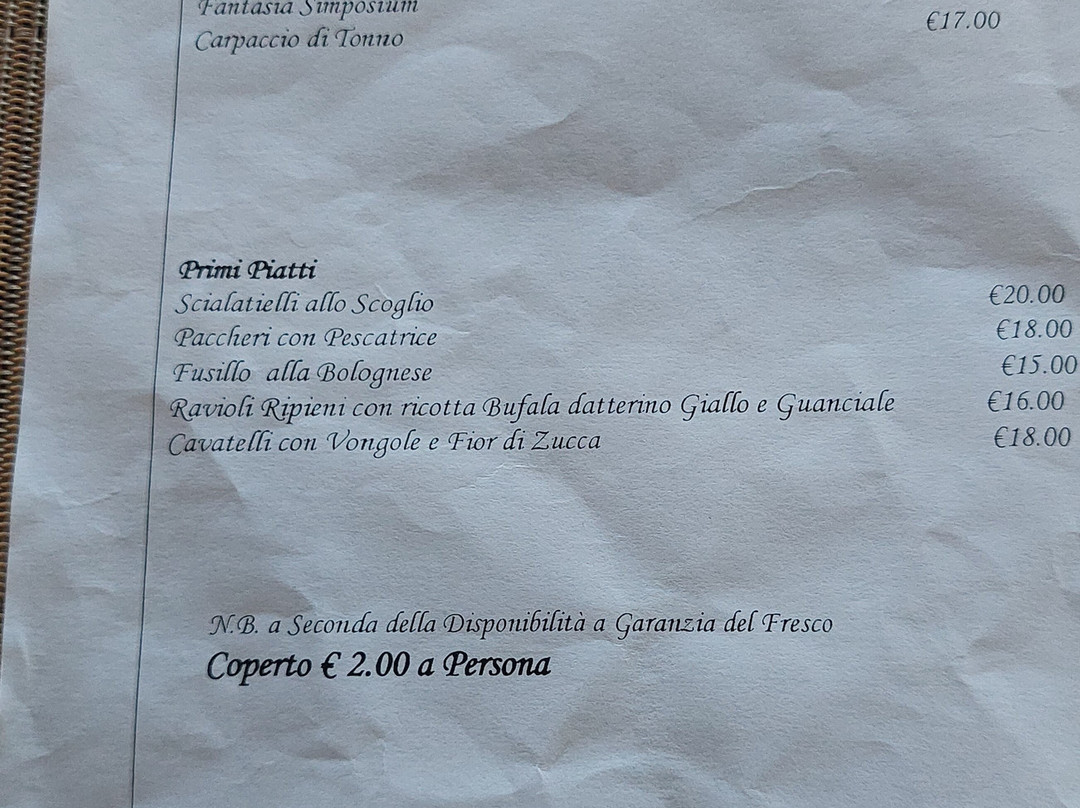 Fantasia Simposium
Carpaccio di Tonno €17.00
Primi Piatti
Scialatielli allo Scoglio €20.00
Paccheri con Pescatrice €18.00
Fusillo alla Bolognese €15.00
Ravioli Ripieni con ricotta Bufala datterino Giallo e Guanciale €16.00
Cavatelli con Vongole e Fior di Zucca €18.00
N.B. a Seconda della Disponibilità a Garanzia del Fresco
Coperto € 2.00 a Persona